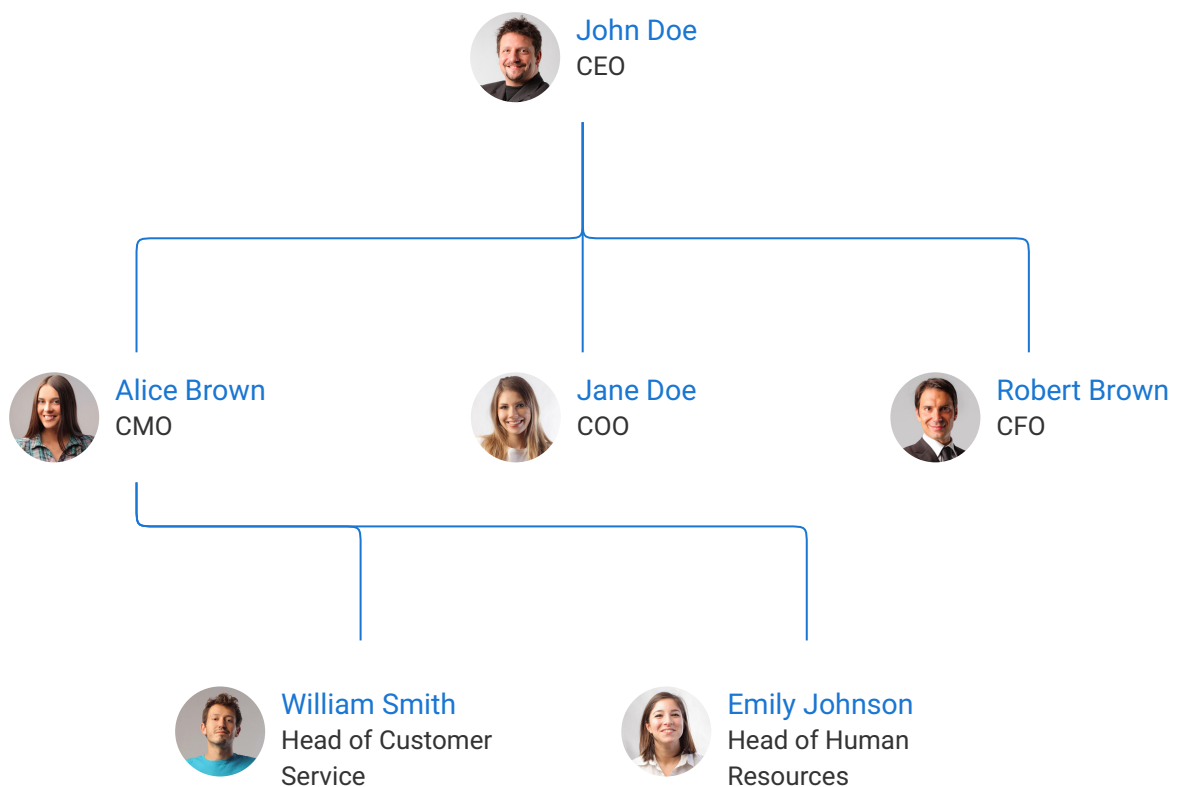 John Doe
CEO
Alice Brown
CMO
Jane Doe
COO
Robert Brown
CFO
William Smith
Head of Customer
Service
Emily Johnson
Head of Human
Resources